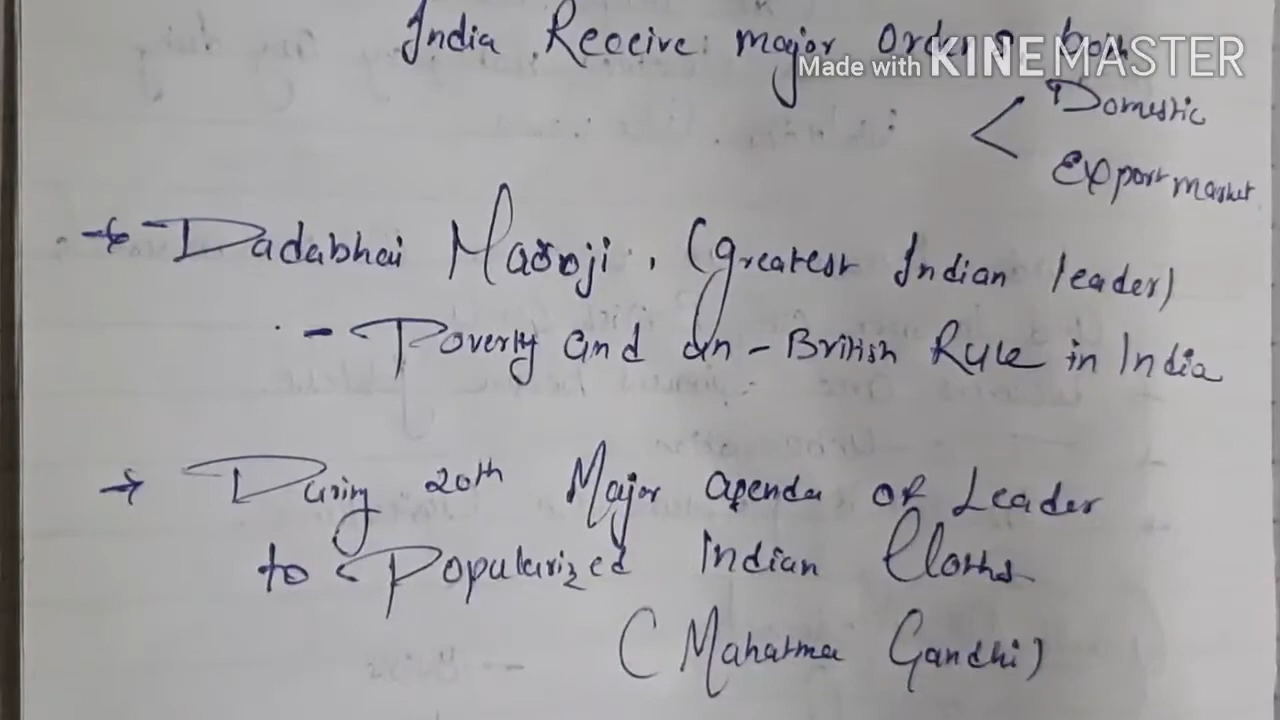 India Receive major orders both
Made with KINEMASTER
Domestic
Export market
→ - Dadabhai Naoroji, (greatest Indian leader)
- Poverty and un-British Rule in India
→ During 20th Major agenda of Leader
to Popularized Indian Cloths
(Mahatma Gandhi)